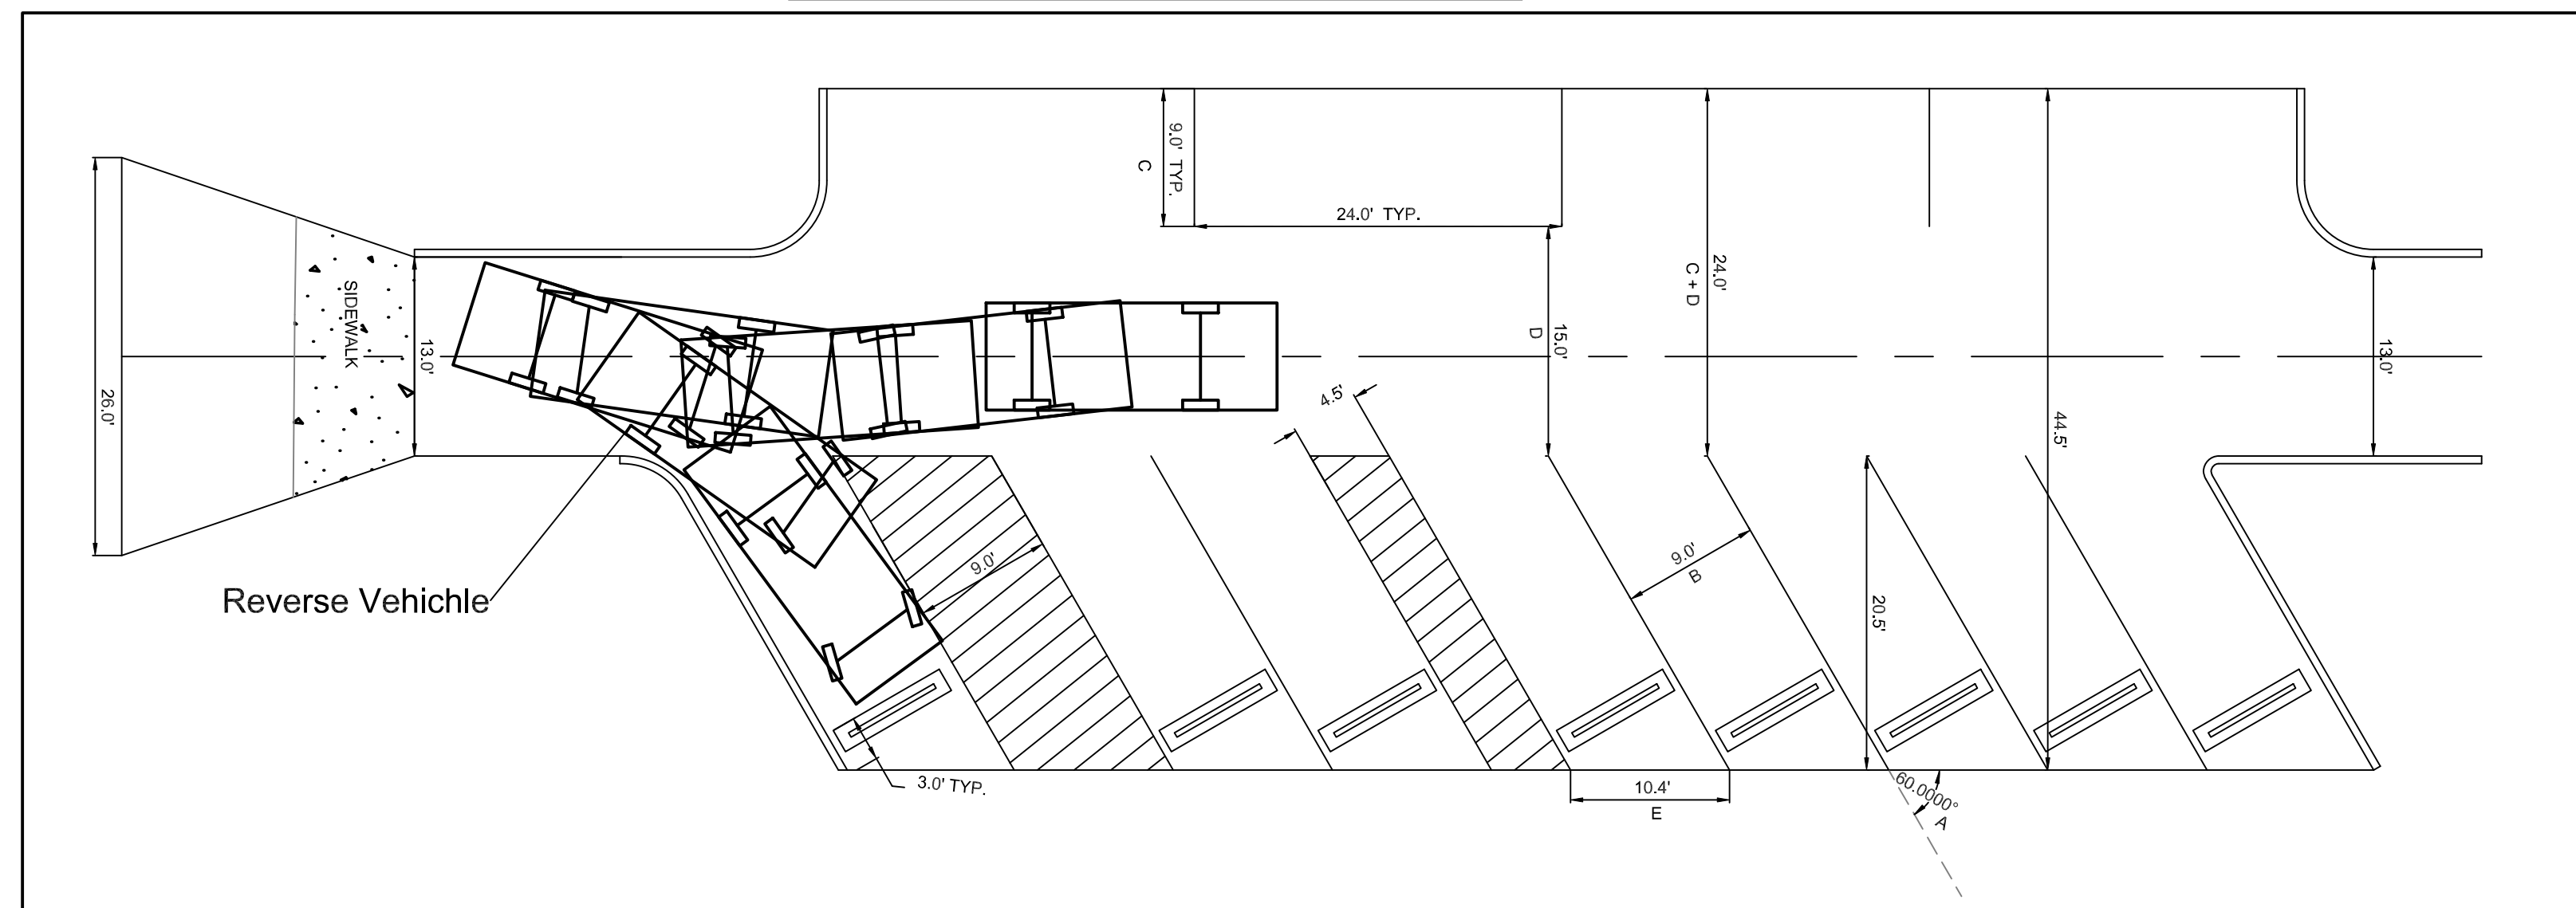 9.0' TYP.
C
24.0' TYP.
24.0'
C + D
15.0'
D
SIDEWALK
13.0'
13.0'
26.0'
4.5'
44.5'
9.0'
9.0'
B
Reverse Vehichle
20.5'
3.0' TYP.
10.4'
E
60.0000°
A